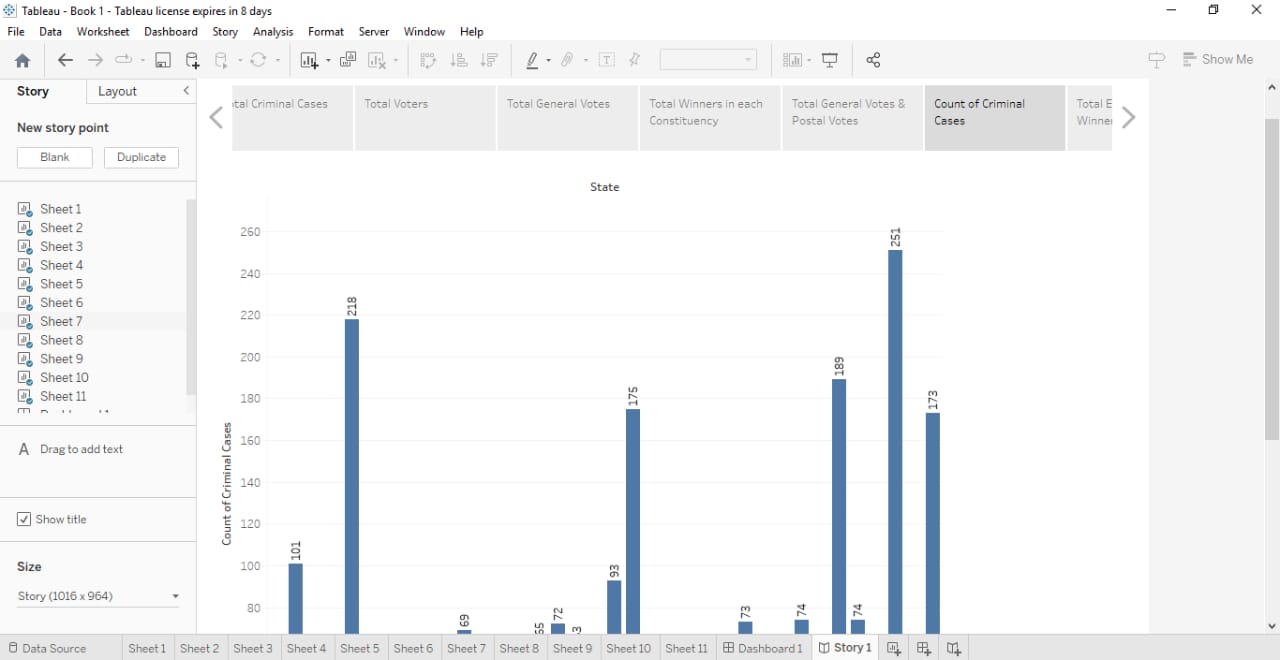 Tableau - Book 1 - Tableau license expires in 8 days
File Data Worksheet Dashboard Story Analysis Format Server Window Help
Show Me
Story Layout
New story point
Blank Duplicate
Sheet 1
Sheet 2
Sheet 3
Sheet 4
Sheet 5
Sheet 6
Sheet 7
Sheet 8
Sheet 9
Sheet 10
Sheet 11
A Drag to add text
Show title
Size
Story (1016 x 964)
Criminal Cases
Total Voters
Total General Votes
Total Winners in each
Constituency
Total General Votes &
Postal Votes
Count of Criminal
Cases
Total
State
Count of Criminal Cases
260
240
220
200
180
160
140
120
100
80
101
218
69
72
93
175
73
74
189
74
251
173
Data Source Sheet 1 Sheet 2 Sheet 3 Sheet 4 Sheet 5 Sheet 6 Sheet 7 Sheet 8 Sheet 9 Sheet 10 Sheet 11 Dashboard 1 Story 1